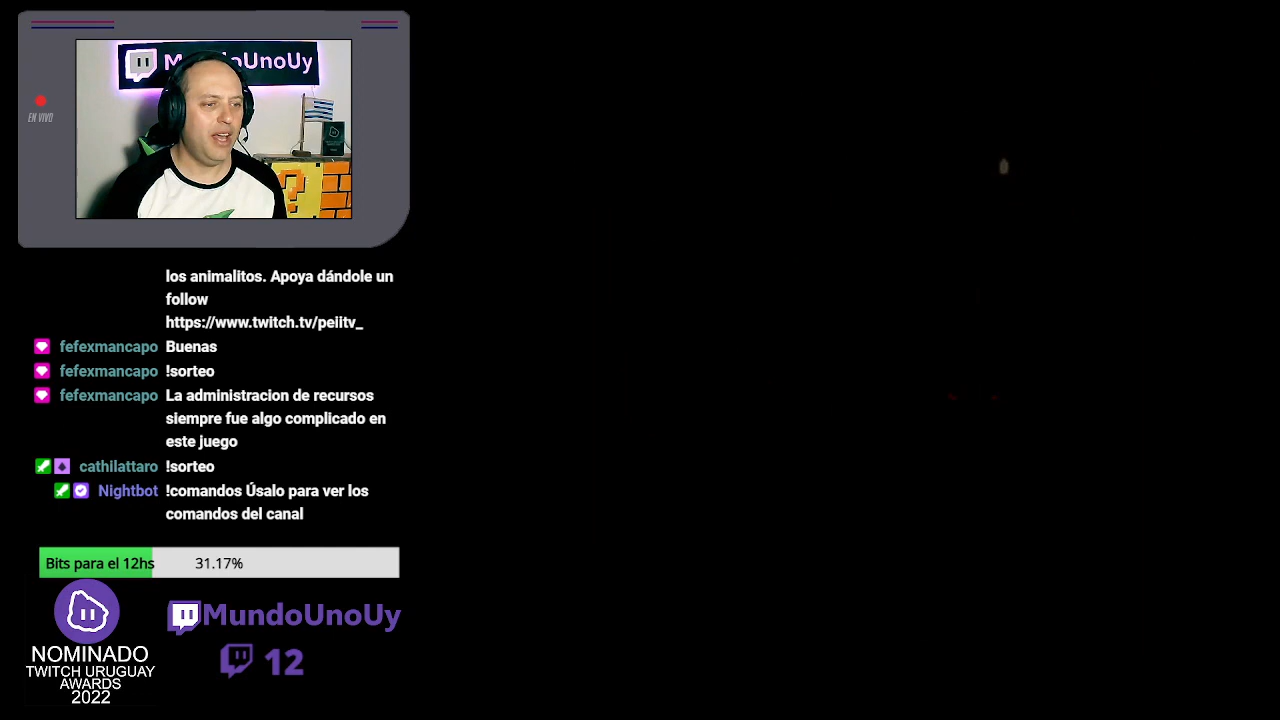 MundoUnoUy
EN VIVO
los animalitos. Apoya dándole un
follow
https://www.twitch.tv/peiitv_
fefexmancapo Buenas
fefexmancapo !sorteo
fefexmancapo La administracion de recursos
siempre fue algo complicado en
este juego
cathilattaro !sorteo
Nightbot !comandos Úsalo para ver los
comandos del canal
Bits para el 12hs 31.17%
MundoUnoUy
12
NOMINADO
TWITCH URUGUAY
AWARDS
2022